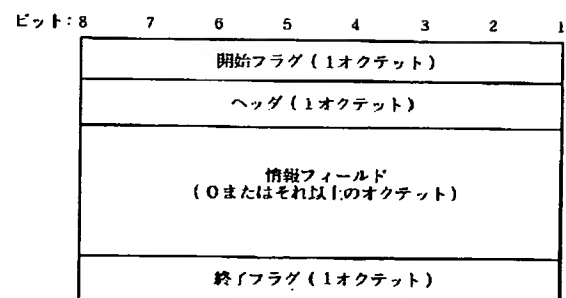 ビット: 8 7 6 5 4 3 2 1
開始フラグ (1オクテット)
ヘッダ (1オクテット)
情報フィールド
(0またはそれ以上のオクテット)
終了フラグ (1オクテット)